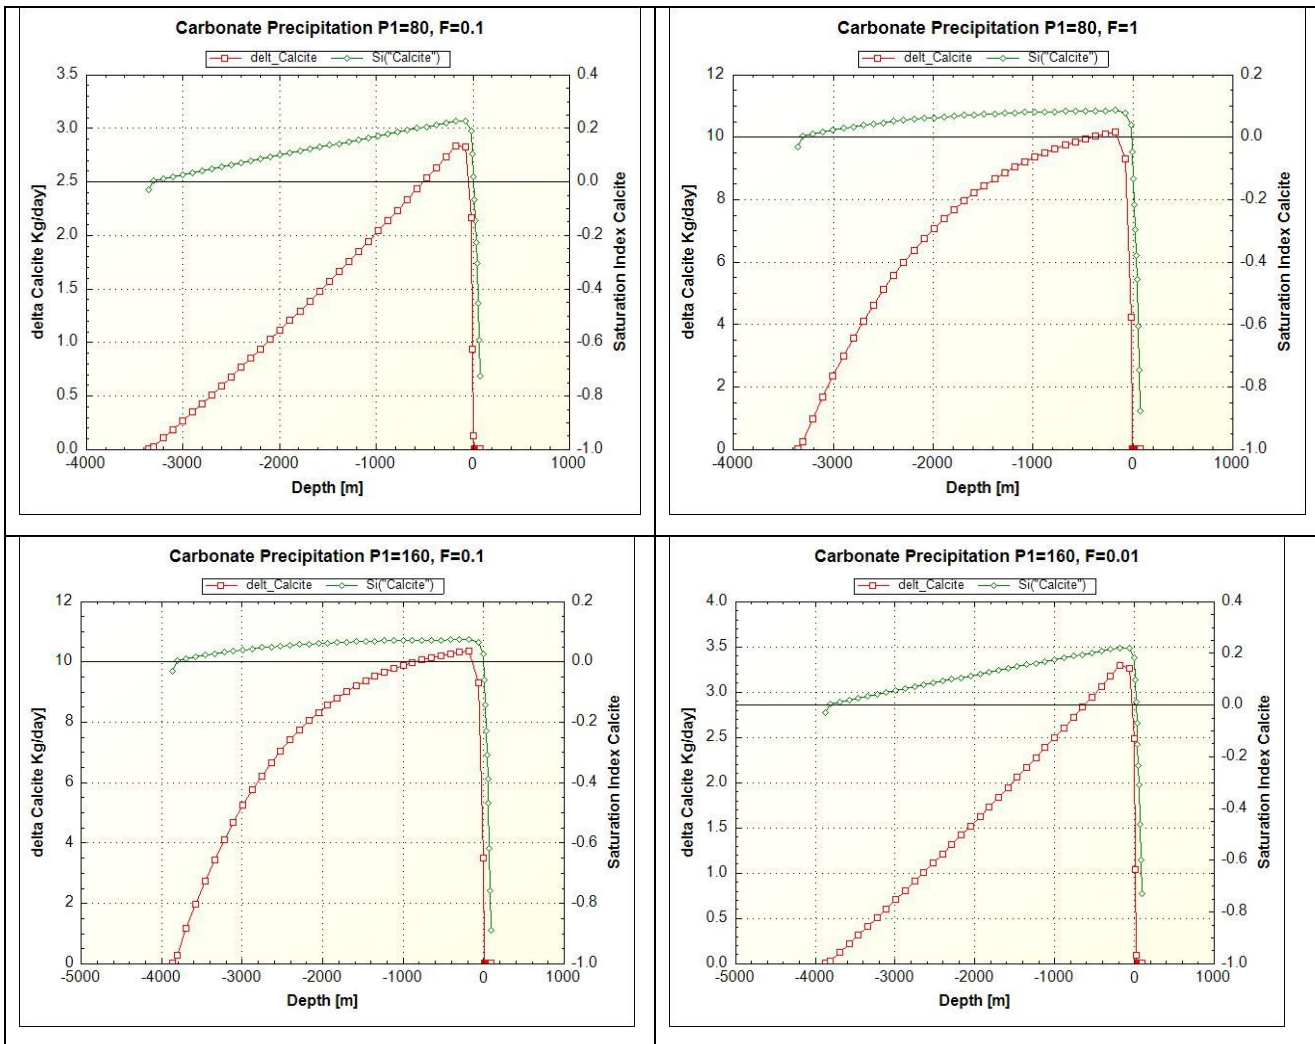 Carbonate Precipitation P1=80, F=0.1
delt_Calcite Si("Calcite")
3.5
3.0
2.5
2.0
1.5
1.0
0.5
0.0
delta Calcite Kg/day]
0.4
0.2
0.0
-0.2
-0.4
-0.6
-0.8
-1.0
Saturation Index Calcite
-4000 -3000 -2000 -1000 0 1000
Depth [m]
Carbonate Precipitation P1=80, F=1
delt_Calcite Si("Calcite")
12
10
8
6
4
2
0
delta Calcite Kg/day]
0.2
0.0
-0.2
-0.4
-0.6
-0.8
-1.0
Saturation Index Calcite
-4000 -3000 -2000 -1000 0 1000
Depth [m]
Carbonate Precipitation P1=160, F=0.1
delt_Calcite Si("Calcite")
12
10
8
6
4
2
0
delta Calcite Kg/day]
0.2
0.0
-0.2
-0.4
-0.6
-0.8
-1.0
Saturation Index Calcite
-5000 -4000 -3000 -2000 -1000 0 1000
Depth [m]
Carbonate Precipitation P1=160, F=0.01
delt_Calcite Si("Calcite")
4.0
3.5
3.0
2.5
2.0
1.5
1.0
0.5
0.0
delta Calcite Kg/day]
0.4
0.2
0.0
-0.2
-0.4
-0.6
-0.8
-1.0
Saturation Index Calcite
-5000 -4000 -3000 -2000 -1000 0 1000
Depth [m]